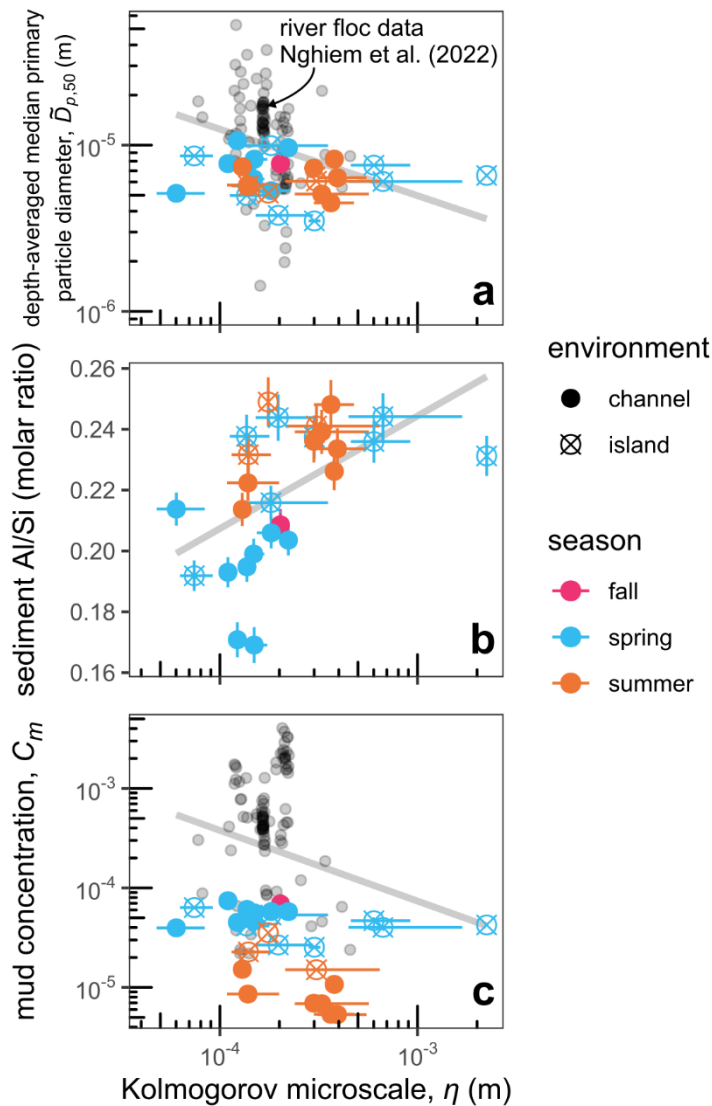 river floc data
Nghiem et al. (2022)
depth-averaged median primary
particle diameter, D̃p,50 (m)
10⁻⁵
10⁻⁶
a
sediment Al/Si (molar ratio)
0.26
0.24
0.22
0.20
0.18
0.16
b
environment
channel
island
season
fall
spring
summer
mud concentration, Cm
10⁻³
10⁻⁴
10⁻⁵
c
10⁻⁴
10⁻³
Kolmogorov microscale, η (m)